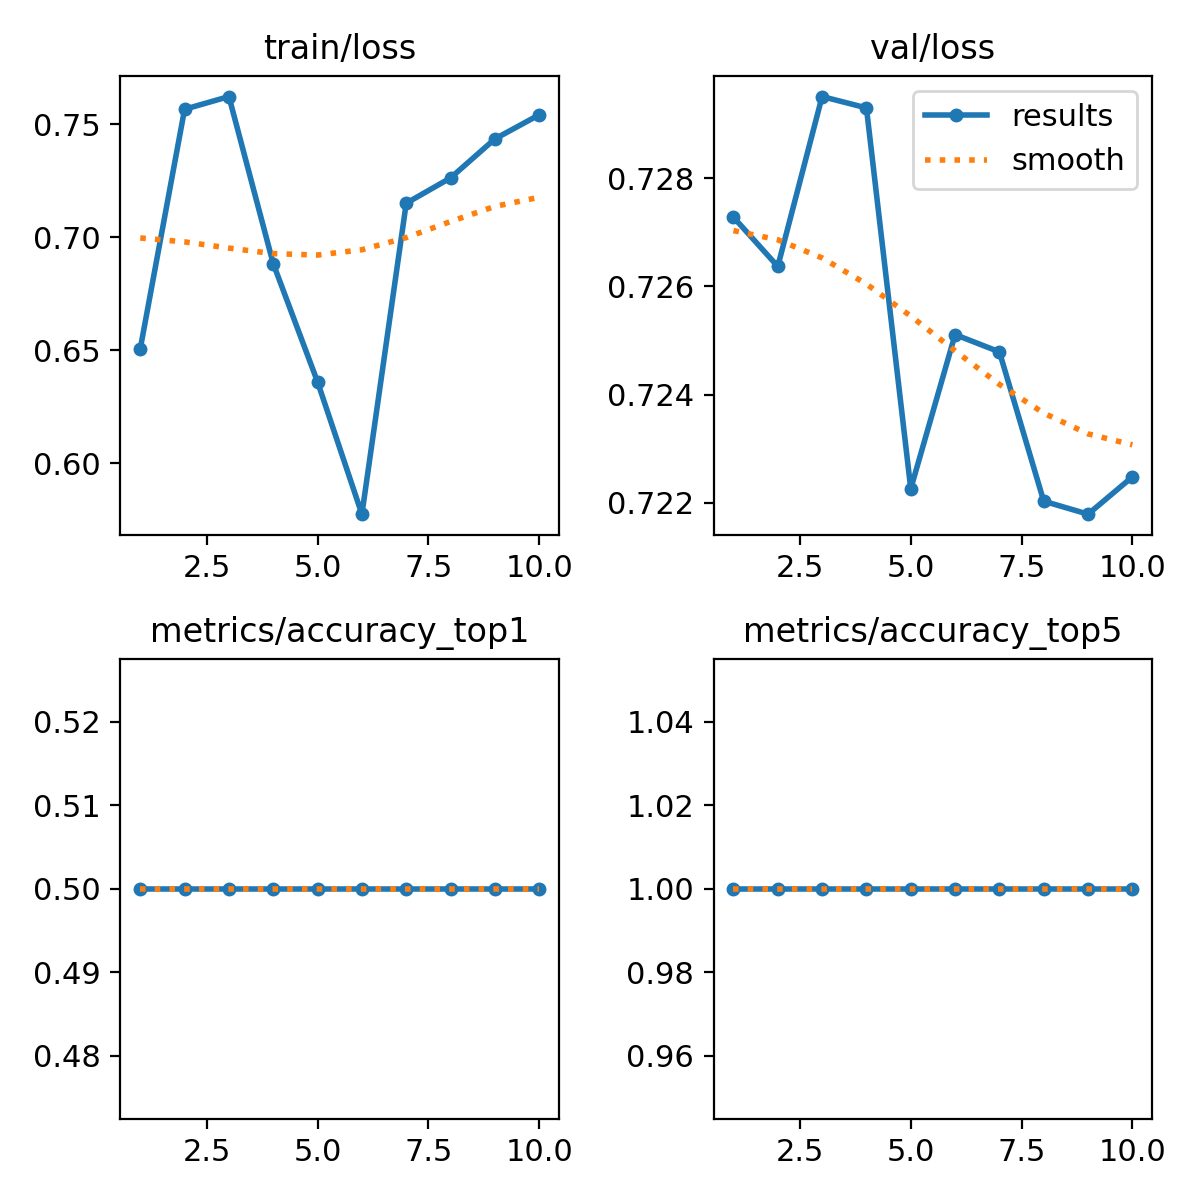 train/loss
0.75
0.70
0.65
0.60
2.5 5.0 7.5 10.0
val/loss
results
smooth
0.728
0.726
0.724
0.722
2.5 5.0 7.5 10.0
metrics/accuracy_top1
0.52
0.51
0.50
0.49
0.48
2.5 5.0 7.5 10.0
metrics/accuracy_top5
1.04
1.02
1.00
0.98
0.96
2.5 5.0 7.5 10.0